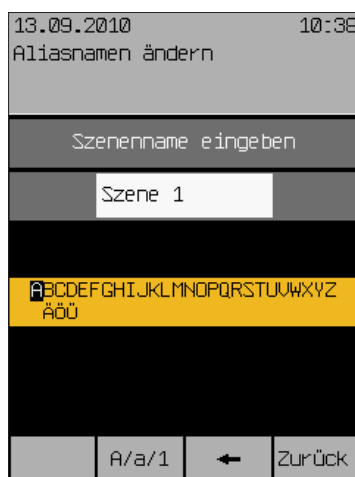 13.09.2010 10:38
Aliasnamen ändern
Szenenname eingeben
Szene 1
ABCDEFGHIJKLMNOPQRSTUVWXYZ
ÄÖÜ
A/a/1 ← Zurück